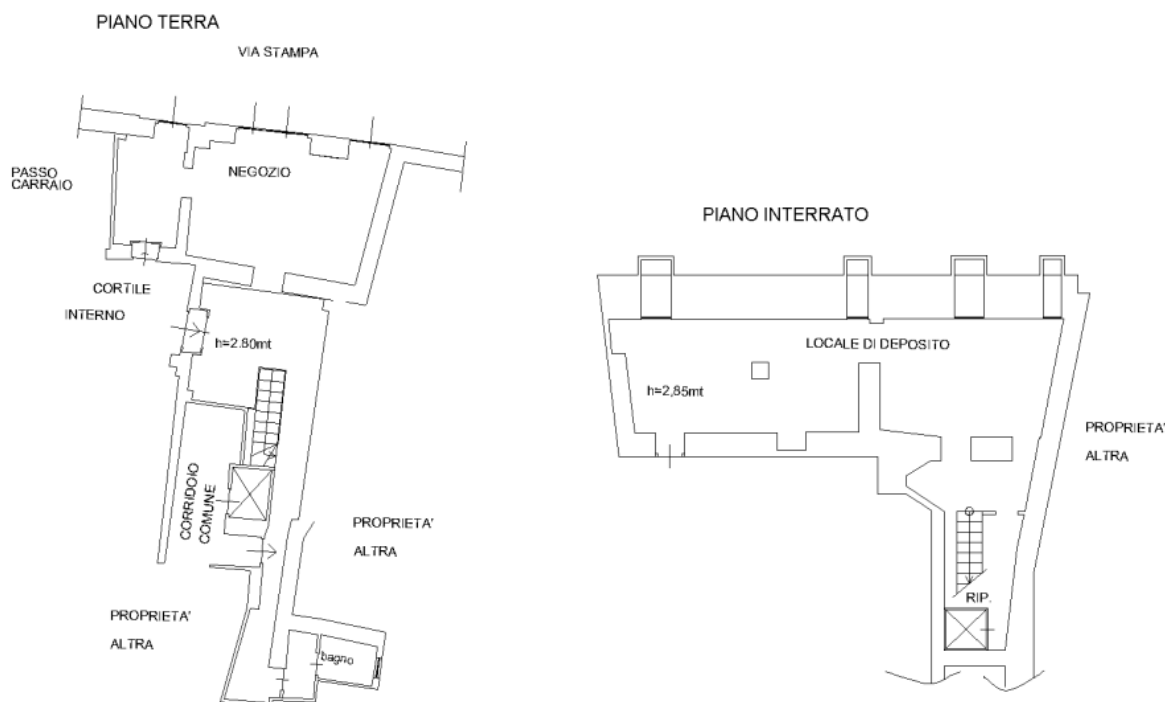 PIANO TERRA
VIA STAMPA
PASSO
CARRAIO
NEGOZIO
CORTILE
INTERNO
h=2.80mt
CORRIDOIO
COMUNE
PROPRIETA'
ALTRA
PROPRIETA'
ALTRA
bagno
PIANO INTERRATO
LOCALE DI DEPOSITO
h=2,85mt
PROPRIETA'
ALTRA
RIP.